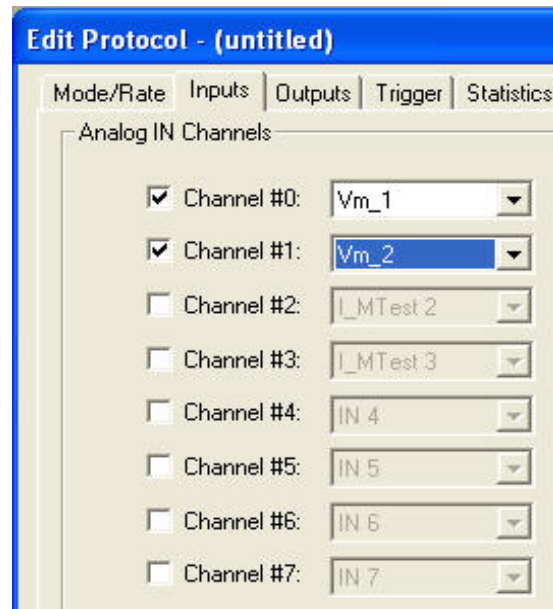 Edit Protocol - (untitled)
Mode/Rate Inputs Outputs Trigger Statistics
Analog IN Channels
Channel #0: Vm_1
Channel #1: Vm_2
Channel #2: I_MTest 2
Channel #3: I_MTest 3
Channel #4: IN 4
Channel #5: IN 5
Channel #6: IN 6
Channel #7: IN 7